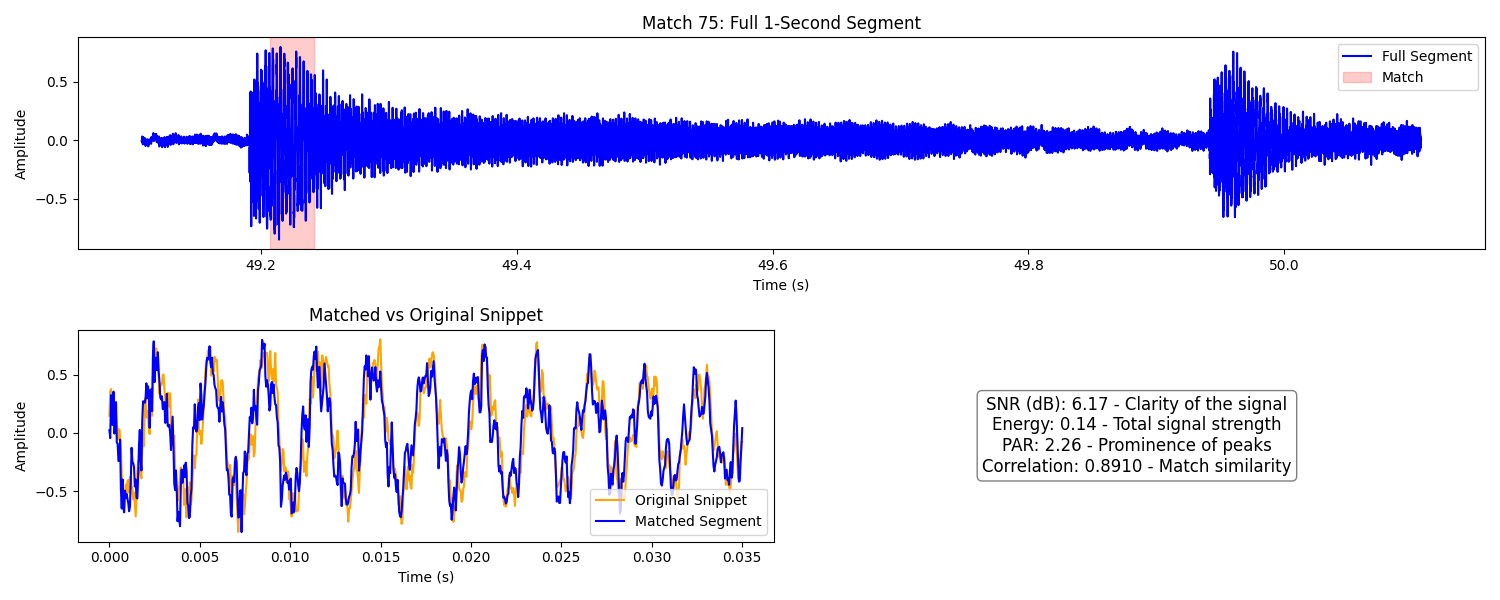 Match 75: Full 1-Second Segment
Amplitude
0.5
0.0
−0.5
Full Segment
Match
49.2
49.4
49.6
49.8
50.0
Time (s)
Matched vs Original Snippet
Amplitude
0.5
0.0
−0.5
Original Snippet
Matched Segment
0.000
0.005
0.010
0.015
0.020
0.025
0.030
0.035
Time (s)
SNR (dB): 6.17 - Clarity of the signal
Energy: 0.14 - Total signal strength
PAR: 2.26 - Prominence of peaks
Correlation: 0.8910 - Match similarity